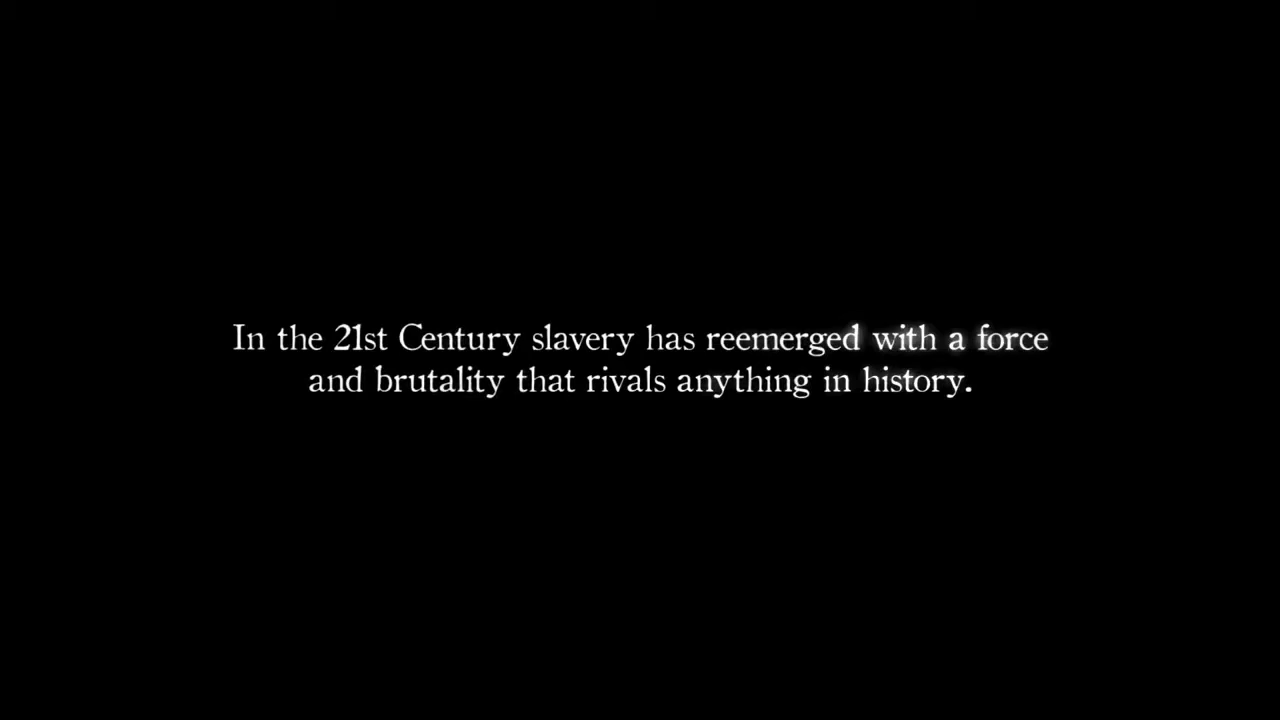 In the 21st Century slavery has reemerged with a force
and brutality that rivals anything in history.